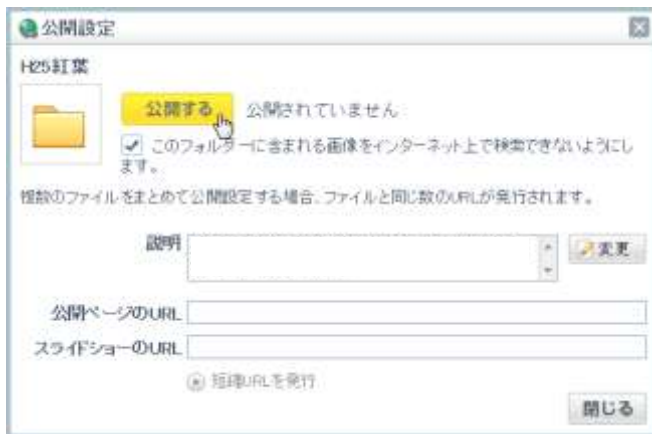 公開設定
H25紅葉
公開する 公開されていません
このフォルダーに含まれる画像をインターネット上で検索できないようにし
ます。
複数のファイルをまとめて公開設定する場合、ファイルと同じ数のURLが発行されます。
説明 変更
公開ページのURL
スライドショーのURL
短縮URLを発行
閉じる